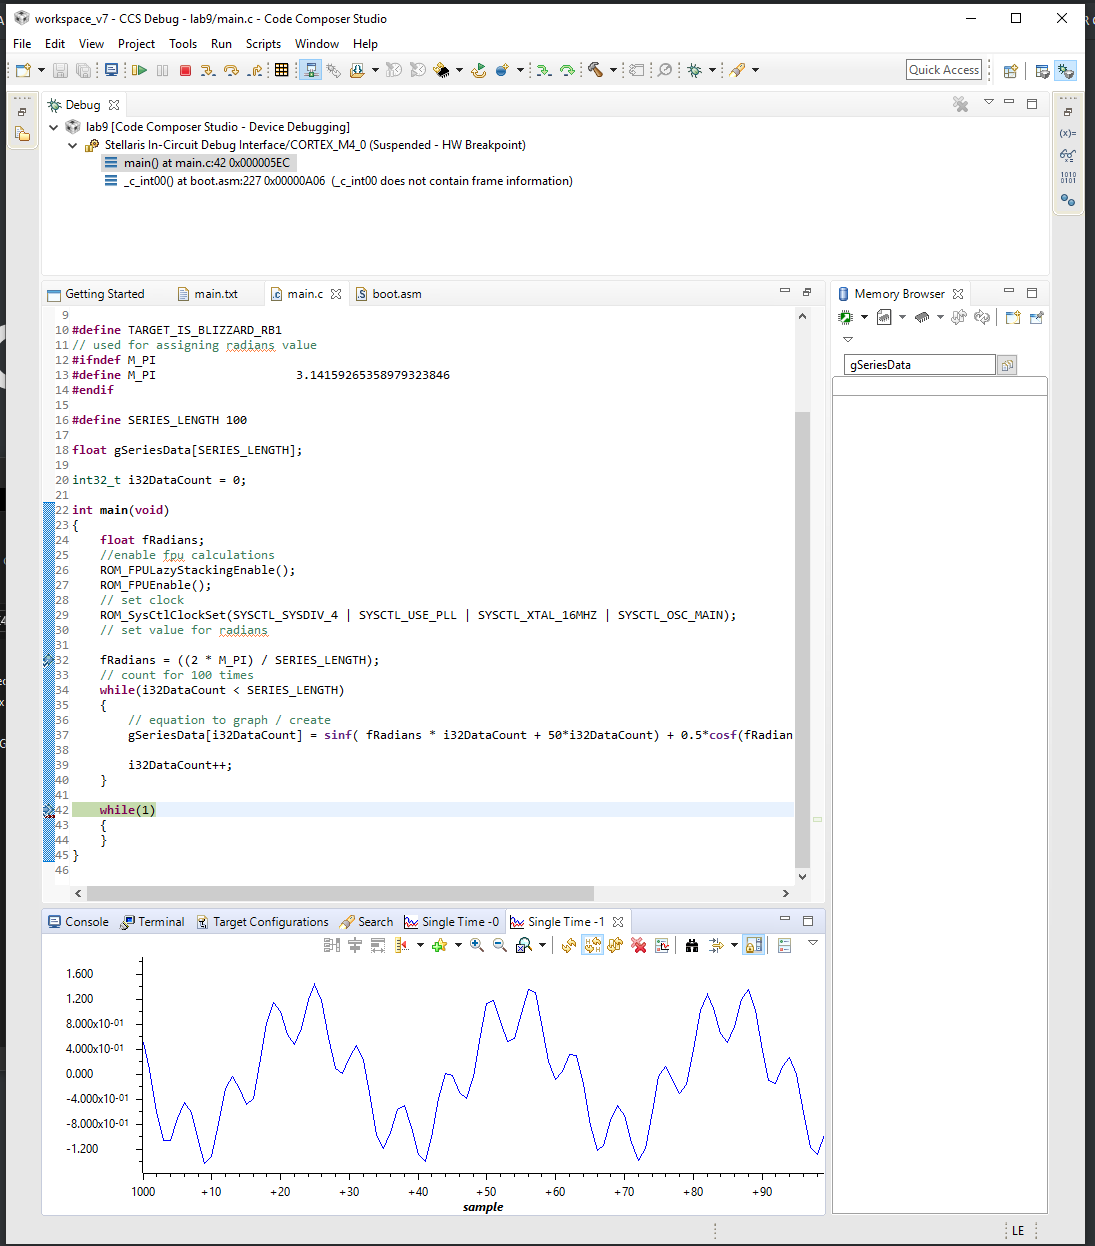 workspace_v7 - CCS Debug - lab9/main.c - Code Composer Studio
File Edit View Project Tools Run Scripts Window Help
Quick Access
Debug
lab9 [Code Composer Studio - Device Debugging]
Stellaris In-Circuit Debug Interface/CORTEX_M4_0 (Suspended - HW Breakpoint)
main() at main.c:42 0x000005EC
_c_int00() at boot.asm:227 0x00000A06 (_c_int00 does not contain frame information)
Getting Started main.txt main.c boot.asm
9
10 #define TARGET_IS_BLIZZARD_RB1
11 // used for assigning radians value
12 #ifndef M_PI
13 #define M_PI 3.14159265358979323846
14 #endif
15
16 #define SERIES_LENGTH 100
17
18 float gSeriesData[SERIES_LENGTH];
19
20 int32_t i32DataCount = 0;
21
22 int main(void)
23 {
24 float fRadians;
25 //enable fpu calculations
26 ROM_FPULazyStackingEnable();
27 ROM_FPUEnable();
28 // set clock
29 ROM_SysCtlClockSet(SYSCTL_SYSDIV_4 | SYSCTL_USE_PLL | SYSCTL_XTAL_16MHZ | SYSCTL_OSC_MAIN);
30 // set value for radians
31
32 fRadians = ((2 * M_PI) / SERIES_LENGTH);
33 // count for 100 times
34 while(i32DataCount < SERIES_LENGTH)
35 {
36 // equation to graph / create
37 gSeriesData[i32DataCount] = sinf( fRadians * i32DataCount + 50*i32DataCount) + 0.5*cosf(fRadian
38
39 i32DataCount++;
40 }
41
42 while(1)
43 {
44 }
45 }
46
Memory Browser
gSeriesData
Console Terminal Target Configurations Search Single Time -0 Single Time -1
1.600
1.200
8.000x10-01
4.000x10-01
0.000
-4.000x10-01
-8.000x10-01
-1.200
1000 +10 +20 +30 +40 +50 +60 +70 +80 +90
sample
LE